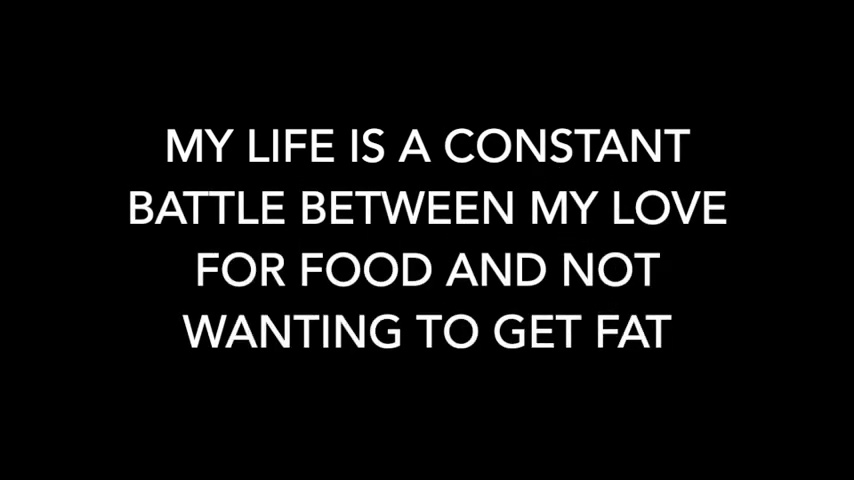 MY LIFE IS A CONSTANT
BATTLE BETWEEN MY LOVE
FOR FOOD AND NOT
WANTING TO GET FAT